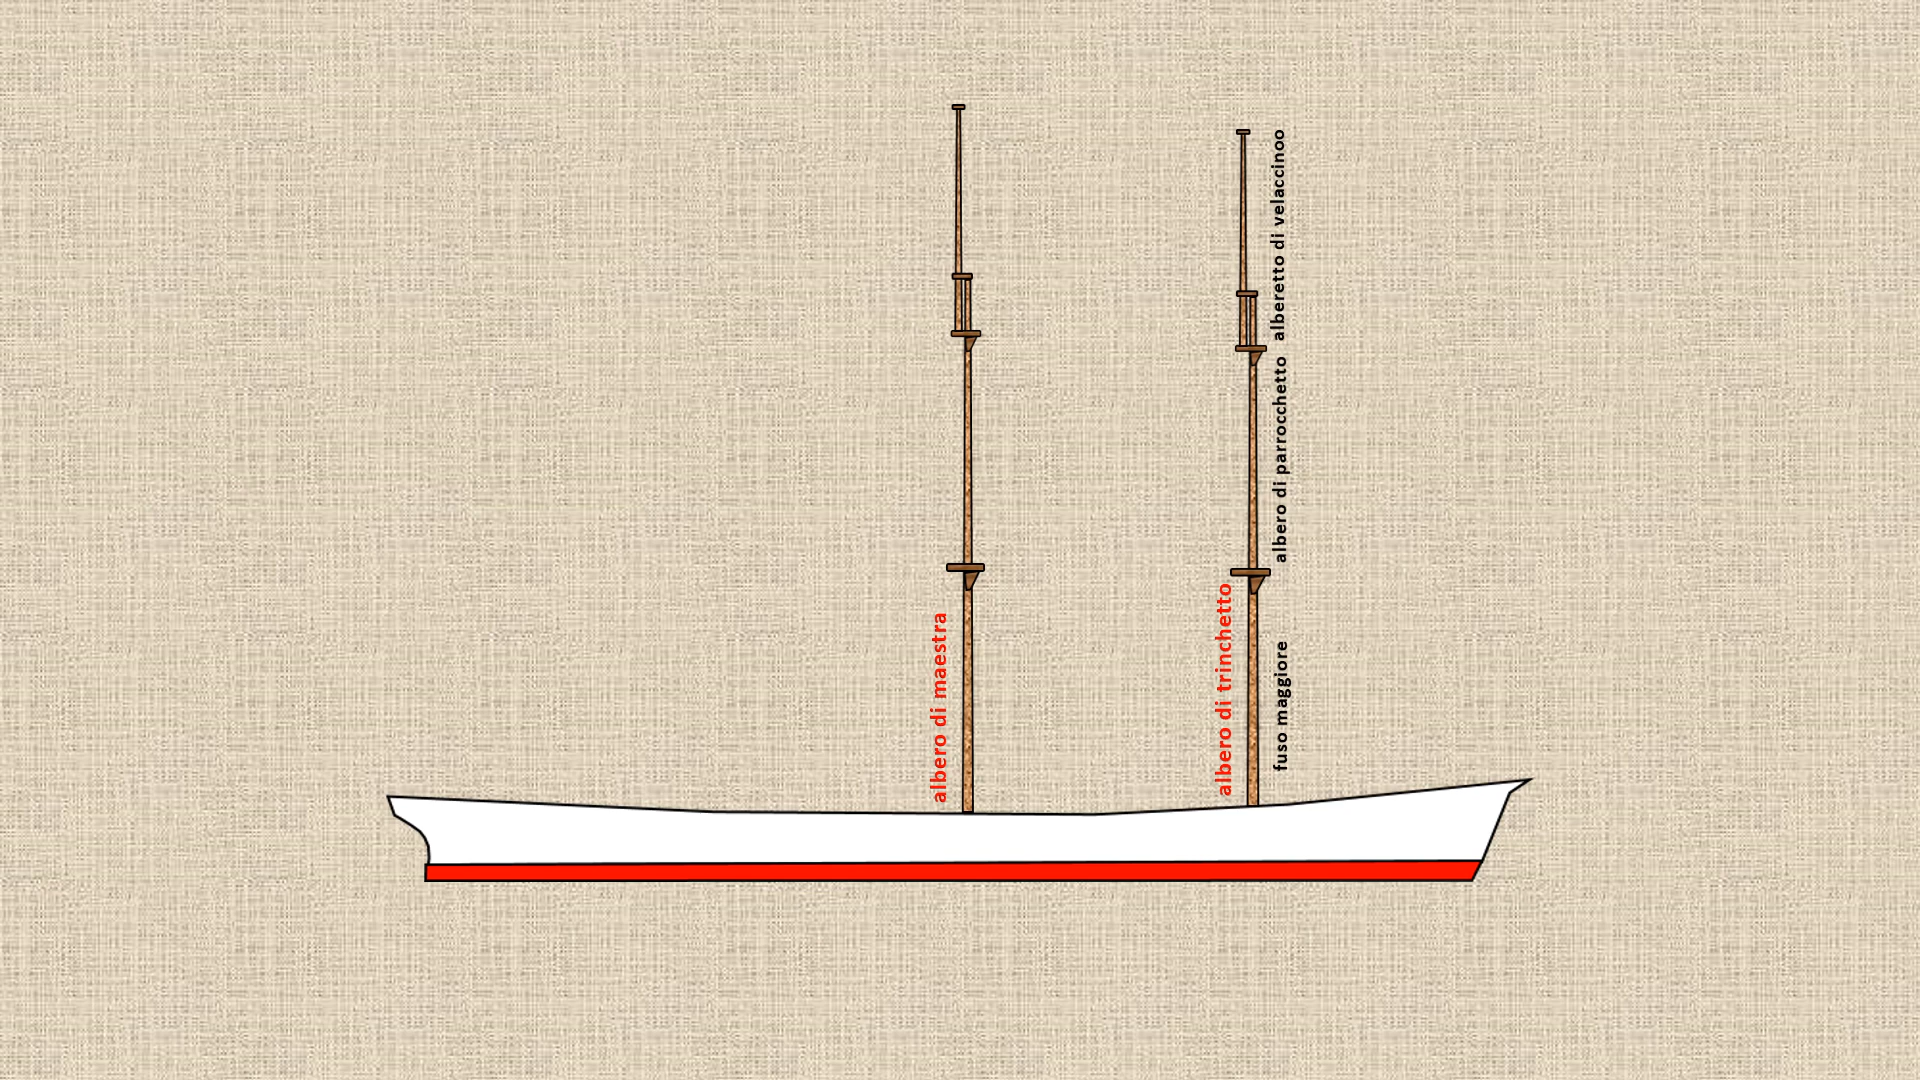 albero di maestra
albero di trinchetto
fuso maggiore
albero di parrocchetto
alberetto di velaccinoo